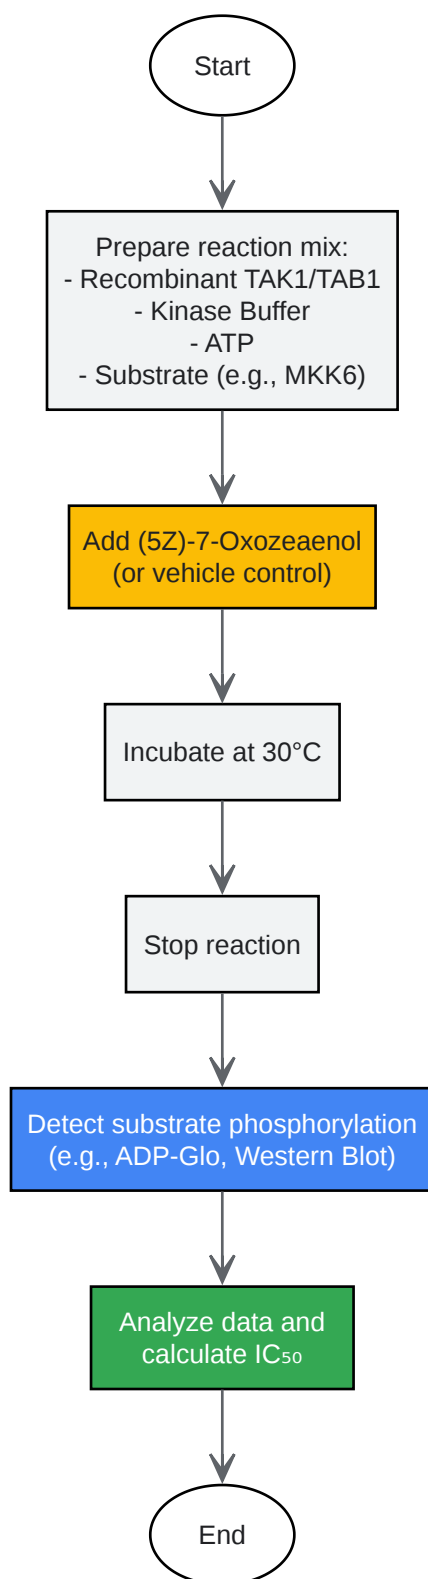 Start
Prepare reaction mix:
- Recombinant TAK1/TAB1
- Kinase Buffer
- ATP
- Substrate (e.g., MKK6)
Add (5Z)-7-Oxozeaenol
(or vehicle control)
Incubate at 30°C
Stop reaction
Detect substrate phosphorylation
(e.g., ADP-Glo, Western Blot)
Analyze data and
calculate IC₅₀
End